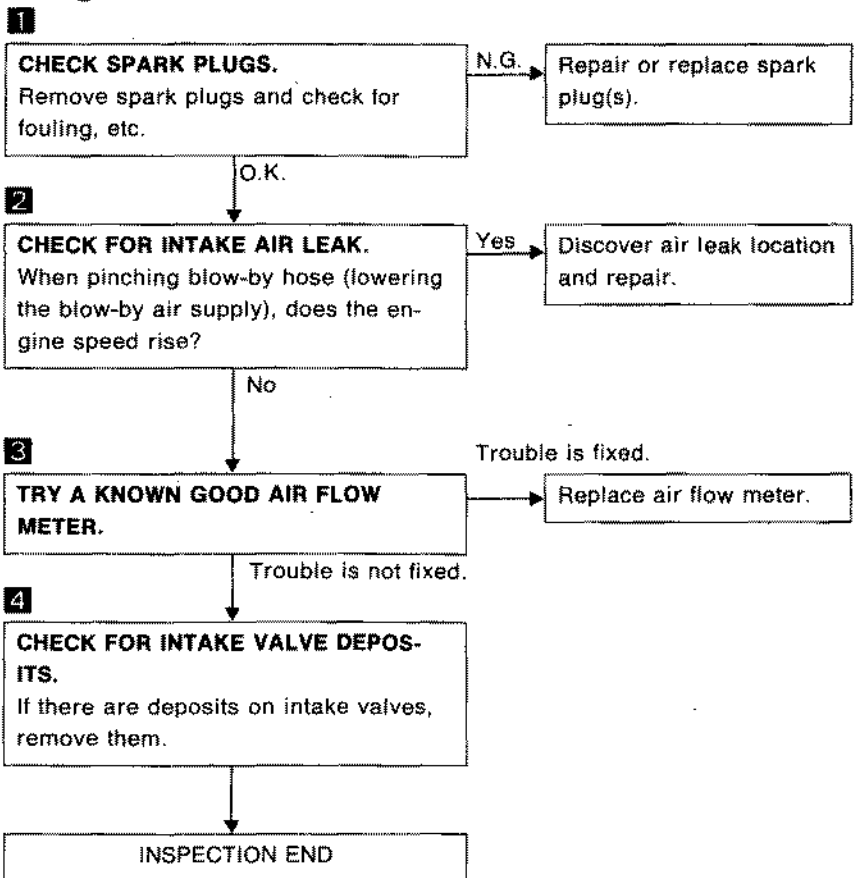 1
CHECK SPARK PLUGS.
Remove spark plugs and check for
fouling, etc.
N.G.
Repair or replace spark
plug(s).
O.K.
2
CHECK FOR INTAKE AIR LEAK.
When pinching blow-by hose (lowering
the blow-by air supply), does the en-
gine speed rise?
Yes
Discover air leak location
and repair.
No
3
TRY A KNOWN GOOD AIR FLOW
METER.
Trouble is fixed.
Replace air flow meter.
Trouble is not fixed.
4
CHECK FOR INTAKE VALVE DEPOS-
ITS.
If there are deposits on intake valves,
remove them.
INSPECTION END